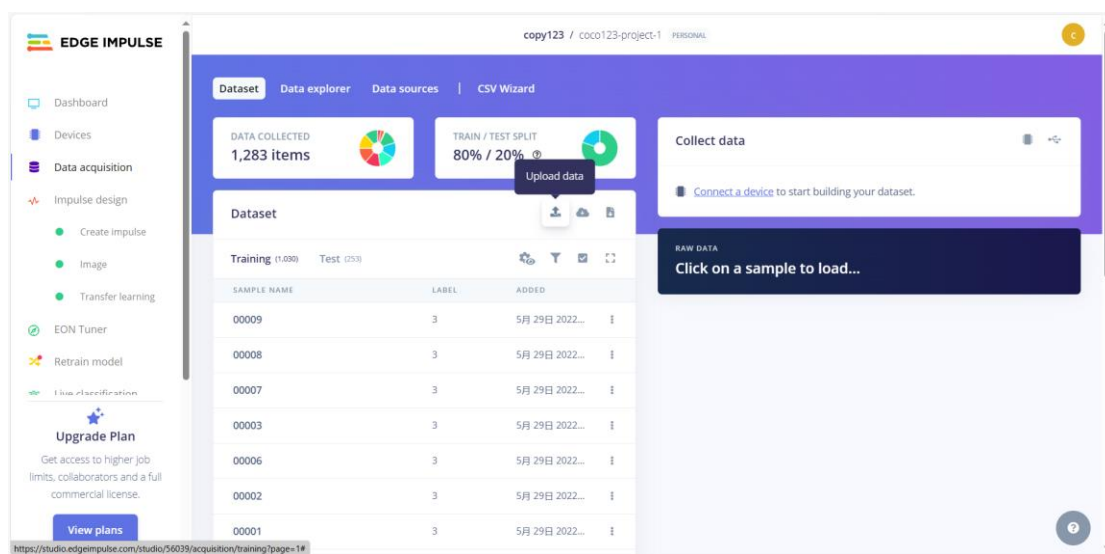 EDGE IMPULSE
copy123 / coco123-project-1 PERSONAL
C
Dashboard
Devices
Data acquisition
Impulse design
Create impulse
Image
Transfer learning
EON Tuner
Retrain model
Live classification
Upgrade Plan
Get access to higher job
limits, collaborators and a full
commercial license.
View plans
Dataset Data explorer Data sources | CSV Wizard
DATA COLLECTED
1,283 items
TRAIN / TEST SPLIT
80% / 20%
Upload data
Dataset
Training (1,030) Test (253)
SAMPLE NAME LABEL ADDED
00009 3 5月 29日 2022...
00008 3 5月 29日 2022...
00007 3 5月 29日 2022...
00003 3 5月 29日 2022...
00006 3 5月 29日 2022...
00002 3 5月 29日 2022...
00001 3 5月 29日 2022...
Collect data
Connect a device to start building your dataset.
RAW DATA
Click on a sample to load...
?
https://studio.edgeimpulse.com/studio/56039/acquisition/training?page=1#